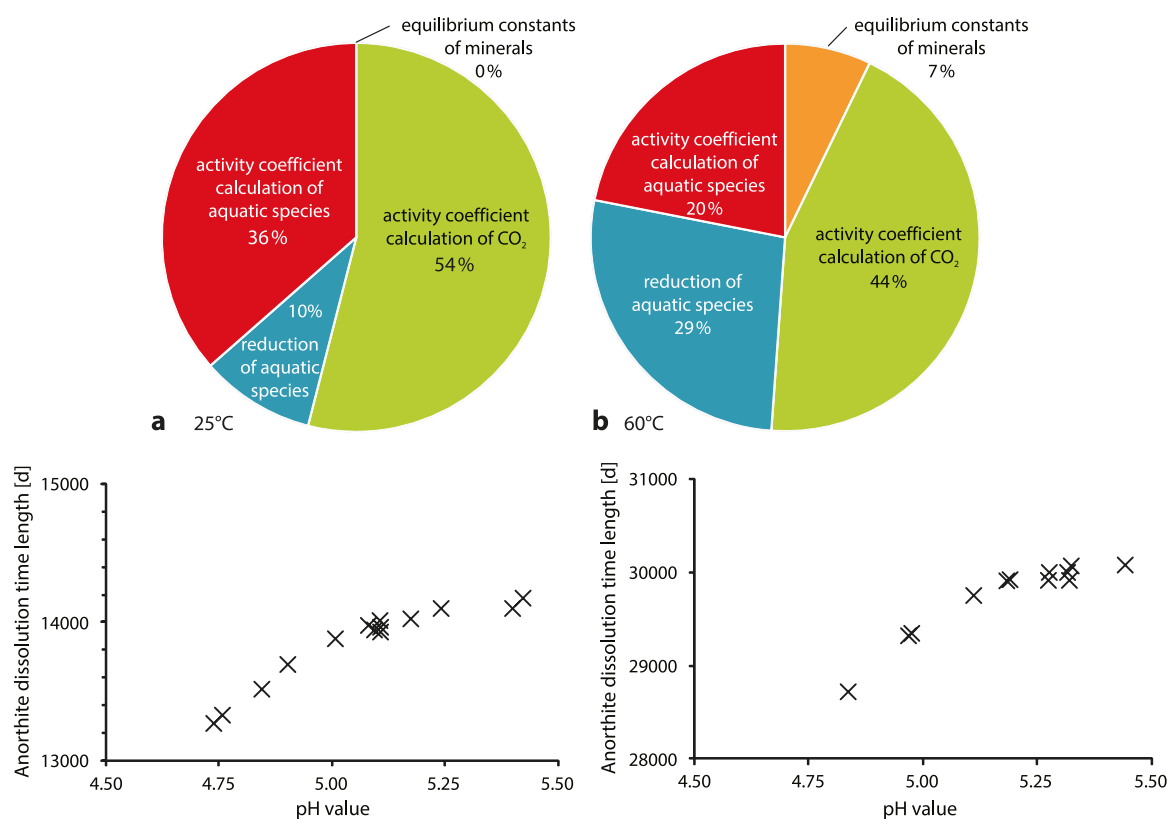 equilibrium constants
of minerals
0%
activity coefficient
calculation of
aquatic species
36%
activity coefficient
calculation of CO₂
54%
10%
reduction
of aquatic
species
a 25°C
equilibrium constants
of minerals
7%
activity coefficient
calculation of
aquatic species
20%
activity coefficient
calculation of CO₂
44%
reduction of
aquatic species
29%
b 60°C
Anorthite dissolution time length [d]
15000
14000
13000
4.50 4.75 5.00 5.25 5.50
pH value
Anorthite dissolution time length [d]
31000
30000
29000
28000
4.50 4.75 5.00 5.25 5.50
pH value